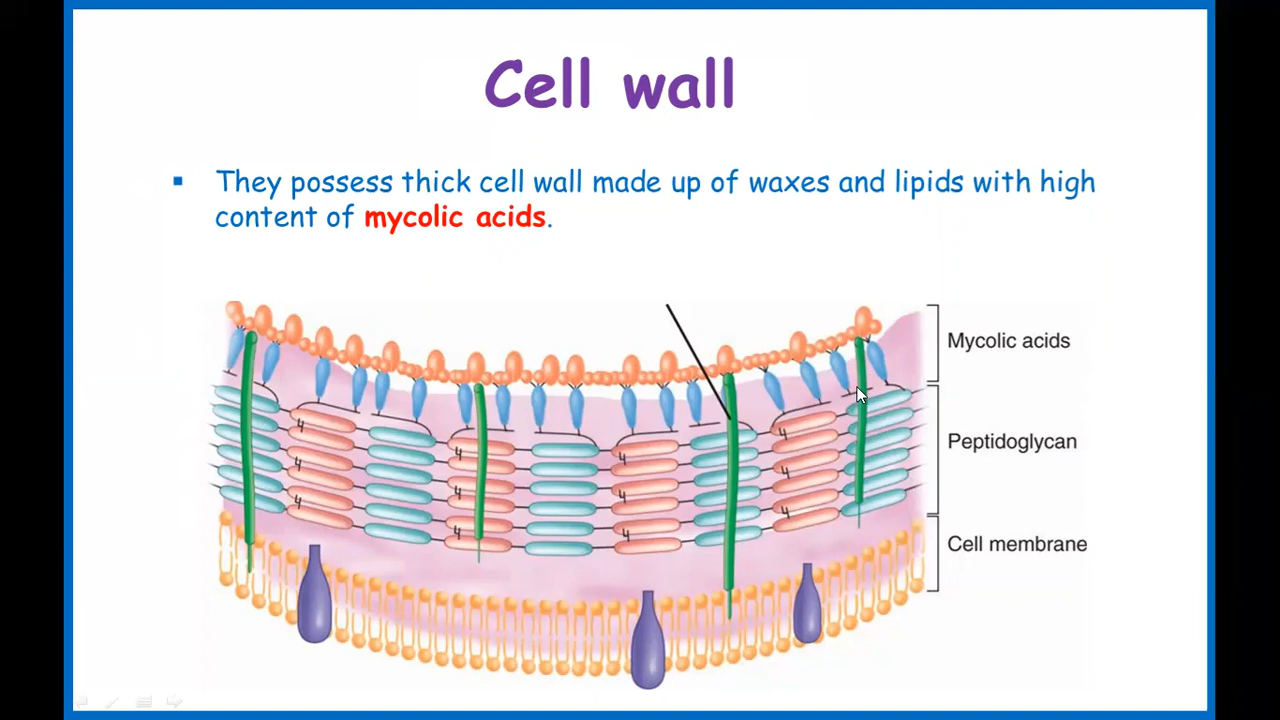 Cell wall
▪ They possess thick cell wall made up of waxes and lipids with high
content of mycolic acids.
Mycolic acids
Peptidoglycan
Cell membrane